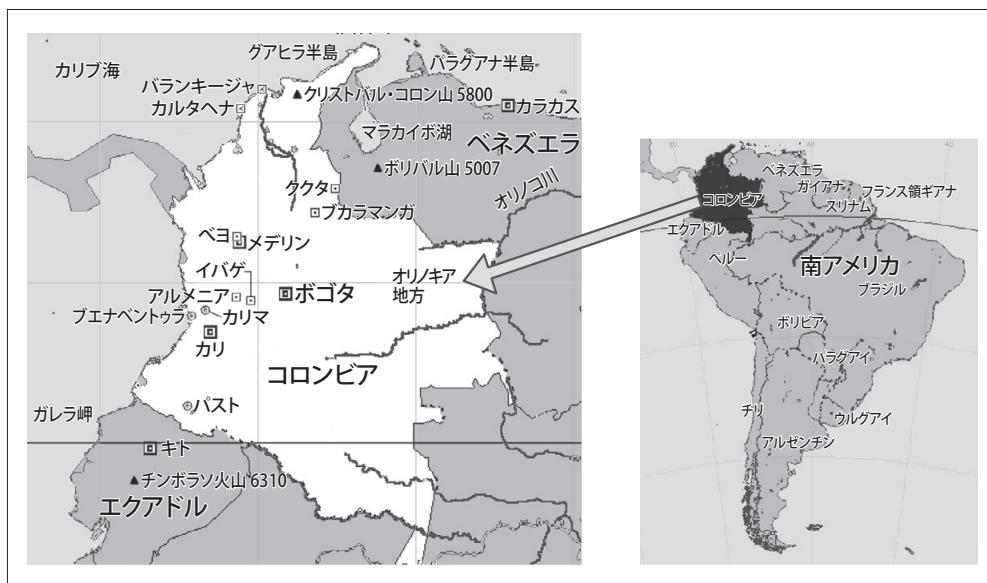 グアヒラ半島
カリブ海
パラグアナ半島
バランキージャ
▲クリストバル・コロン山 5800
カラカス
カルタヘナ
マラカイボ湖
ベネズエラ
▲ボリバル山 5007
オリノコ川
ククタ
ブカラマンガ
ベヨ
メデリン
イバゲ
オリノキア
地方
アルメニア
ボゴタ
ブエナベントゥラ
カリマ
カリ
コロンビア
ガレラ岬
パスト
キト
▲チンボラソ火山 6310
エクアドル
ベネズエラ
ガイアナ
フランス領ギアナ
コロンビア
スリナム
エクアドル
ペルー
南アメリカ
ブラジル
ボリビア
パラグアイ
チリ
ウルグアイ
アルゼンチン